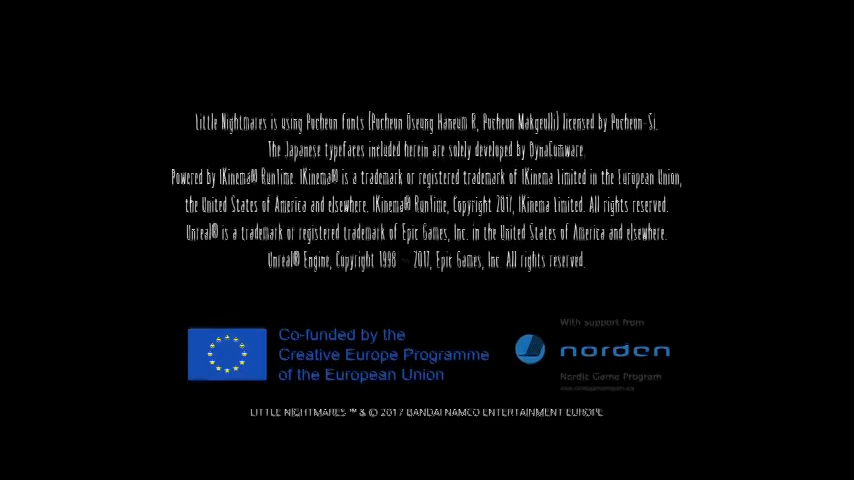 Little Nightmares is using Pocheon fonts (Pocheon Oseung Haneum R, Pocheon Makgeulli) licensed by Pocheon-Si.
The Japanese typefaces included herein are solely developed by DynaComware.
Powered by IKinema® RunTime. IKinema® is a trademark or registered trademark of IKinema Limited in the European Union,
the United States of America and elsewhere. IKinema® RunTime, Copyright 2017, IKinema Limited. All rights reserved.
Unreal® is a trademark or registered trademark of Epic Games, Inc. in the United States of America and elsewhere.
Unreal® Engine, Copyright 1998 – 2017, Epic Games, Inc. All rights reserved.
Co-funded by the
Creative Europe Programme
of the European Union
With support from
norden
Nordic Game Program
LITTLE NIGHTMARES ™ & © 2017 BANDAI NAMCO ENTERTAINMENT EUROPE